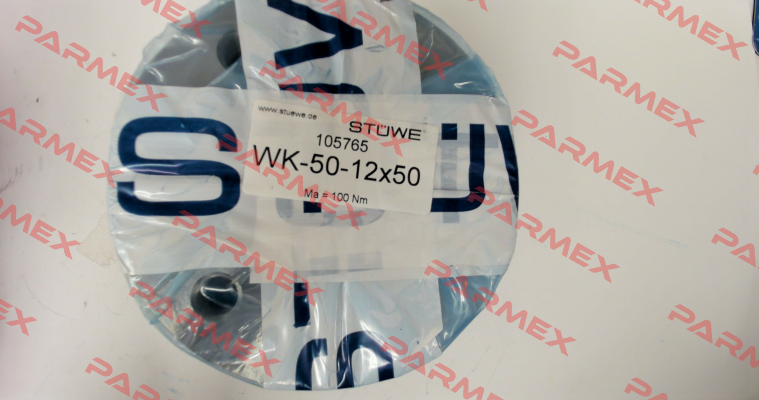 www.stuewe.de
STÜWE
105765
WK-50-12x50
Ma = 100 Nm
PARMEX